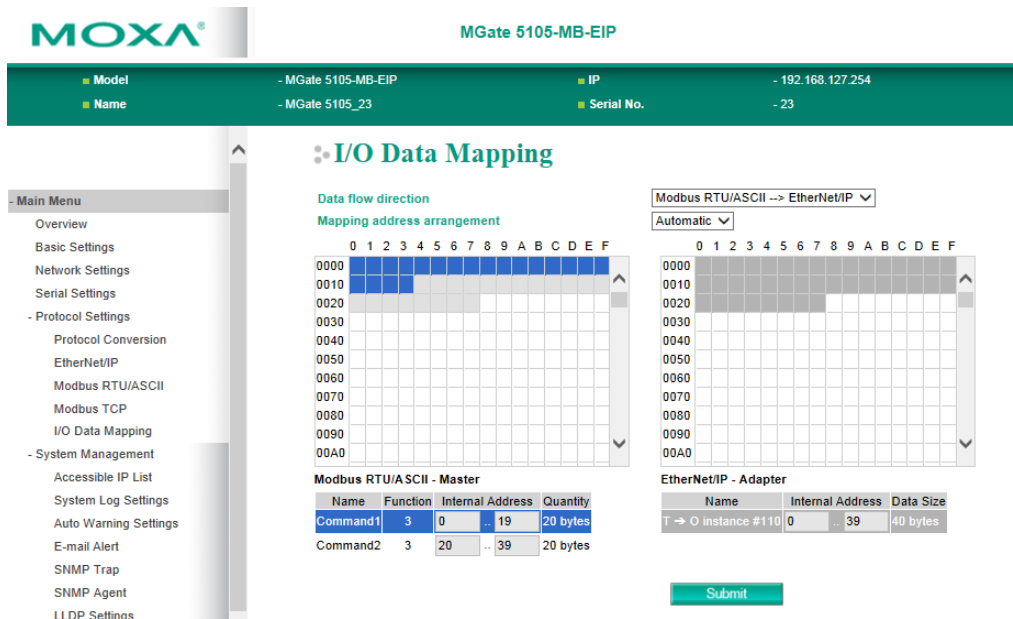 MOXA®
MGate 5105-MB-EIP
Model - MGate 5105-MB-EIP IP - 192.168.127.254
Name - MGate 5105_23 Serial No. - 23
I/O Data Mapping
Data flow direction Modbus RTU/ASCII --> EtherNet/IP
Mapping address arrangement Automatic
- Main Menu
Overview
Basic Settings
Network Settings
Serial Settings
- Protocol Settings
Protocol Conversion
EtherNet/IP
Modbus RTU/ASCII
Modbus TCP
I/O Data Mapping
- System Management
Accessible IP List
System Log Settings
Auto Warning Settings
E-mail Alert
SNMP Trap
SNMP Agent
LLDP Settings
0 1 2 3 4 5 6 7 8 9 A B C D E F
0000
0010
0020
0030
0040
0050
0060
0070
0080
0090
00A0
Modbus RTU/ASCII - Master
Name Function Internal Address Quantity
Command1 3 0 .. 19 20 bytes
Command2 3 20 .. 39 20 bytes
0 1 2 3 4 5 6 7 8 9 A B C D E F
0000
0010
0020
0030
0040
0050
0060
0070
0080
0090
00A0
EtherNet/IP - Adapter
Name Internal Address Data Size
T ➔ O instance #110 0 .. 39 40 bytes
Submit